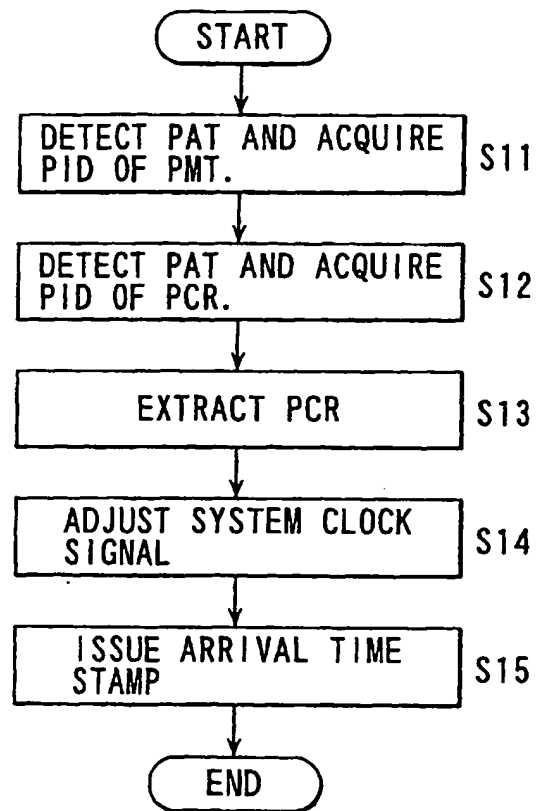 START
DETECT PAT AND ACQUIRE
PID OF PMT.
S11
DETECT PAT AND ACQUIRE
PID OF PCR.
S12
EXTRACT PCR
S13
ADJUST SYSTEM CLOCK
SIGNAL
S14
ISSUE ARRIVAL TIME
STAMP
S15
END